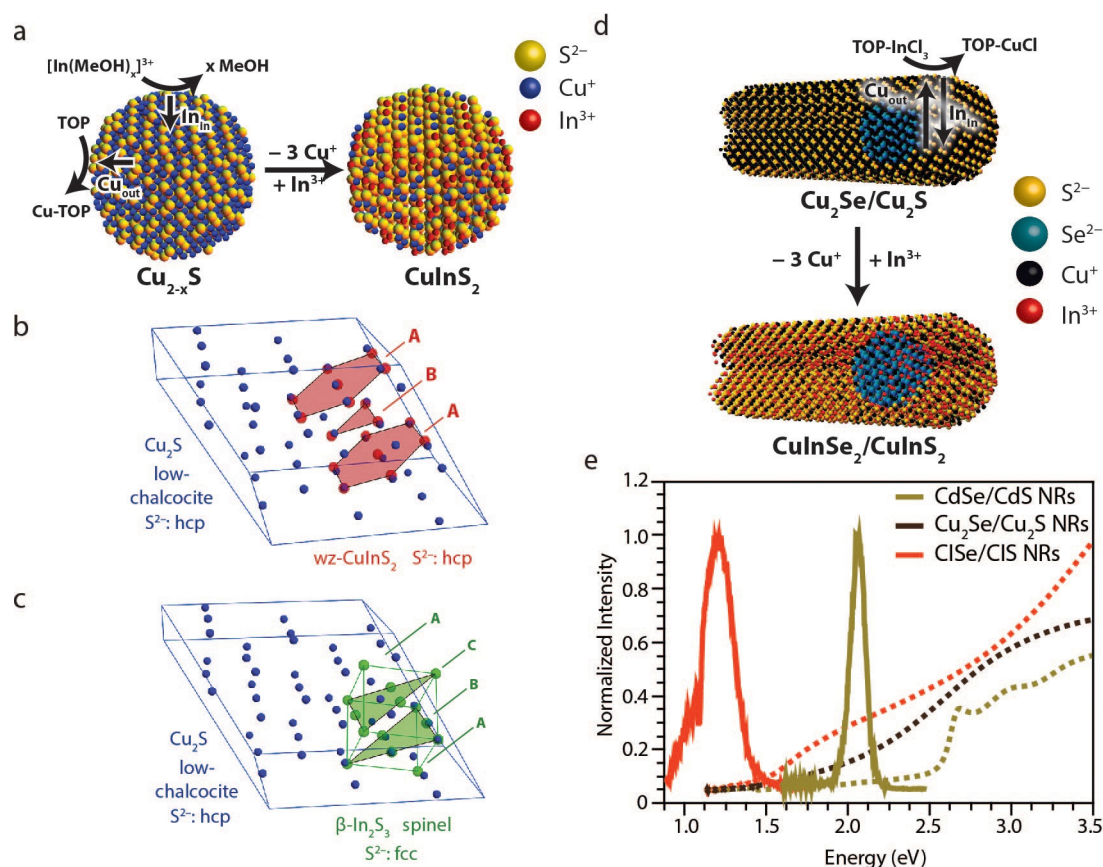 a
[In(MeOH)ₓ]³⁺
x MeOH
In_In
TOP
Cu_out
Cu-TOP
Cu₂₋ₓS
– 3 Cu⁺
+ In³⁺
CuInS₂
S²⁻
Cu⁺
In³⁺
b
A
B
A
Cu₂S
low-
chalcocite
S²⁻: hcp
wz-CuInS₂ S²⁻: hcp
c
A
C
B
A
Cu₂S
low-
chalcocite
S²⁻: hcp
β-In₂S₃ spinel
S²⁻: fcc
d
TOP-InCl₃
TOP-CuCl
Cu_out
In_In
Cu₂Se/Cu₂S
S²⁻
Se²⁻
Cu⁺
In³⁺
– 3 Cu⁺
+ In³⁺
CuInSe₂/CuInS₂
e
CdSe/CdS NRs
Cu₂Se/Cu₂S NRs
CISe/CIS NRs
Normalized Intensity
1.2
1.0
0.8
0.6
0.4
0.2
0
1.0 1.5 2.0 2.5 3.0 3.5
Energy (eV)